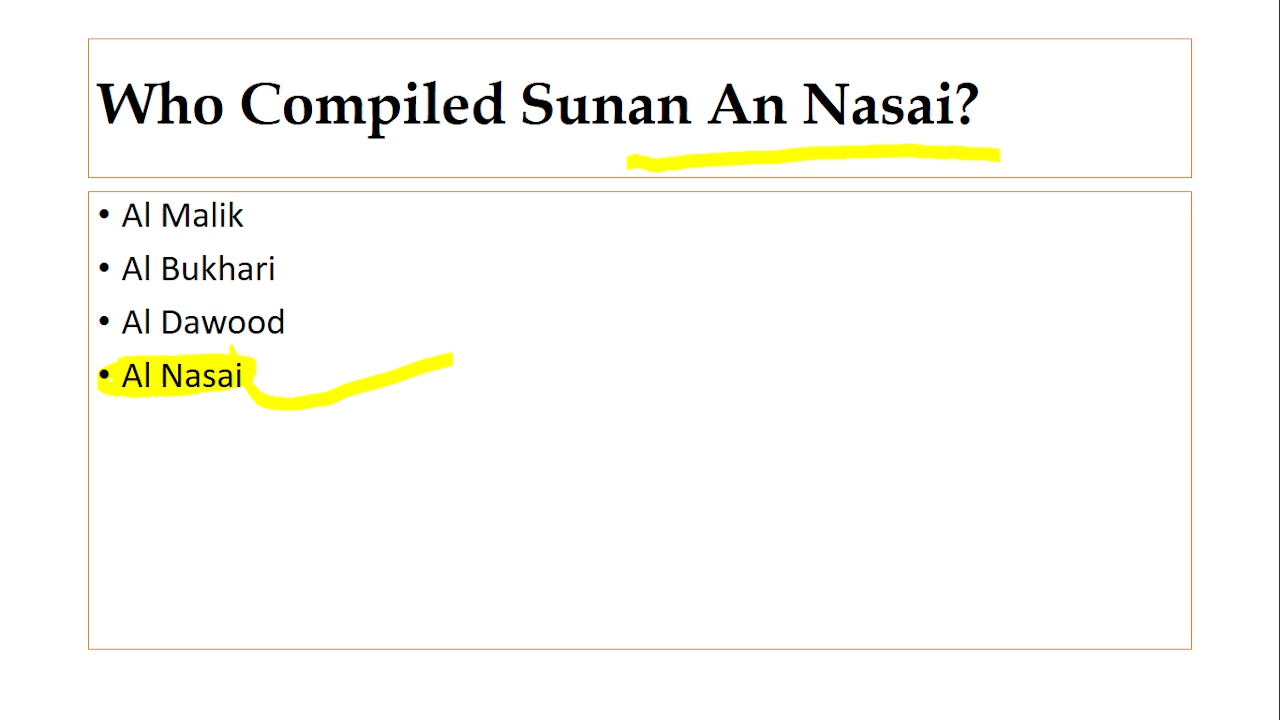 Who Compiled Sunan An Nasai?
• Al Malik
• Al Bukhari
• Al Dawood
• Al Nasai